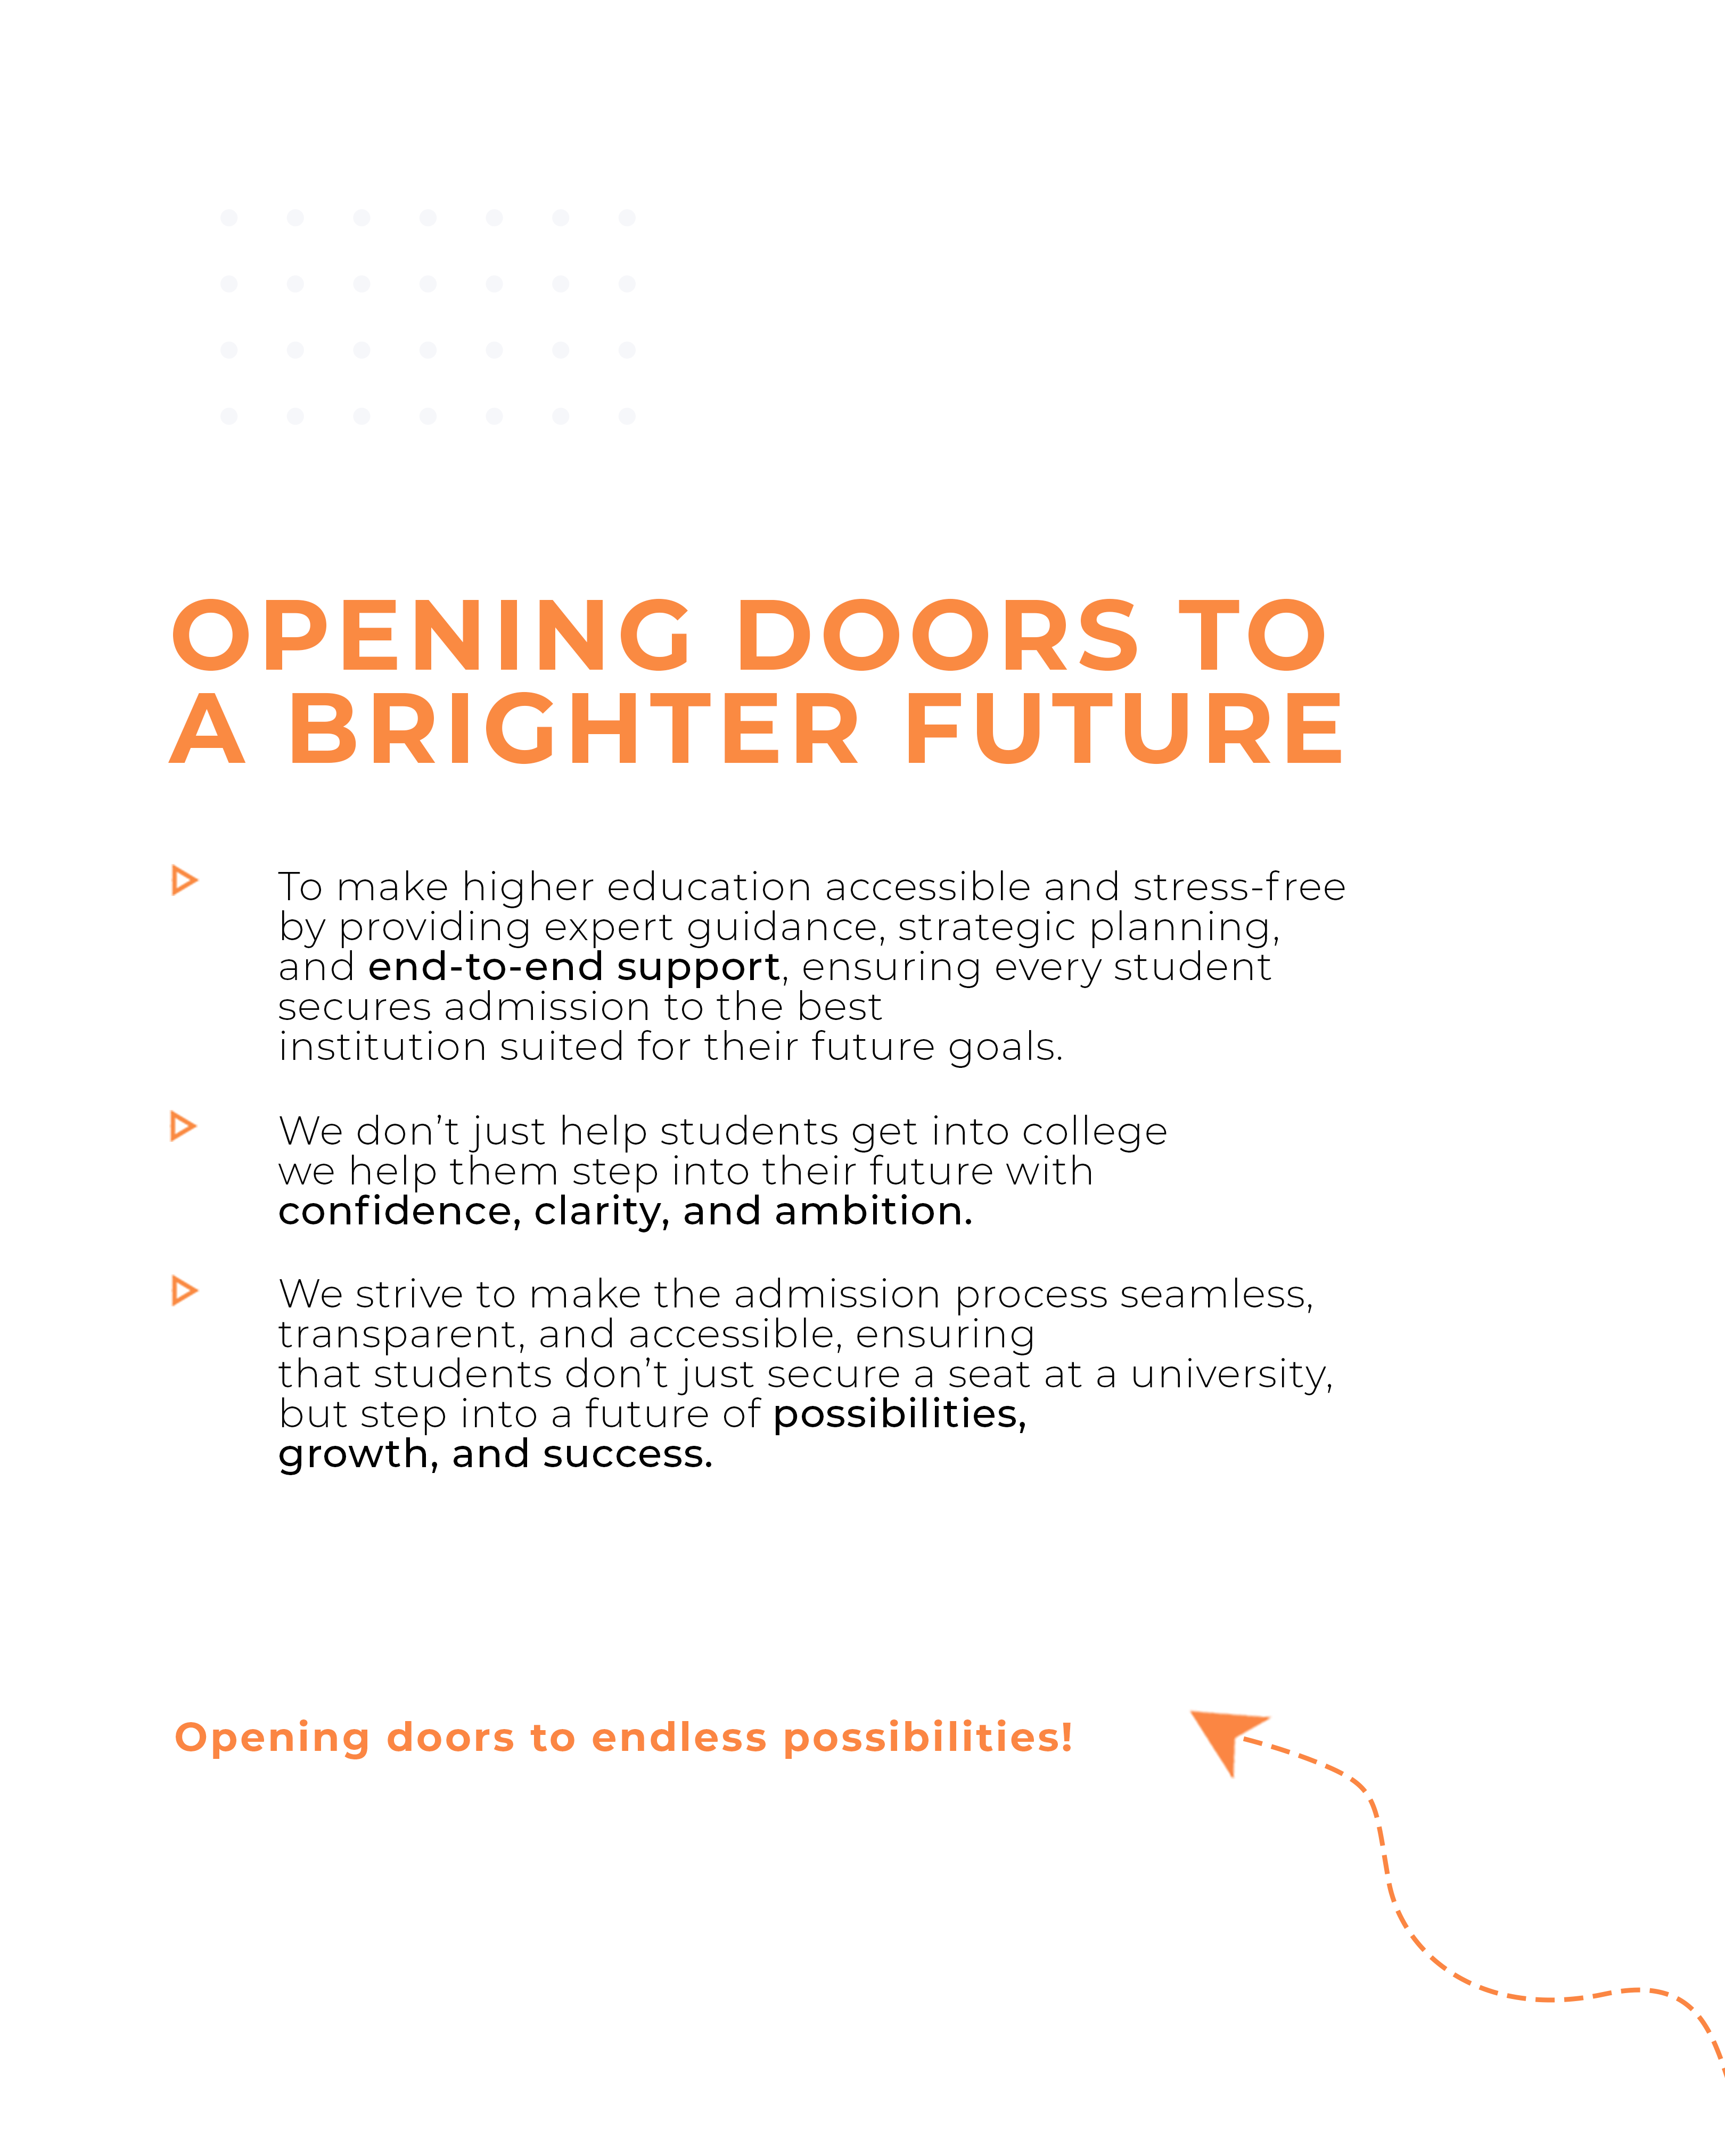 OPENING DOORS TO
A BRIGHTER FUTURE
To make higher education accessible and stress-free
by providing expert guidance, strategic planning,
and end-to-end support, ensuring every student
secures admission to the best
institution suited for their future goals.
We don’t just help students get into college
we help them step into their future with
confidence, clarity, and ambition.
We strive to make the admission process seamless,
transparent, and accessible, ensuring
that students don’t just secure a seat at a university,
but step into a future of possibilities,
growth, and success.
Opening doors to endless possibilities!